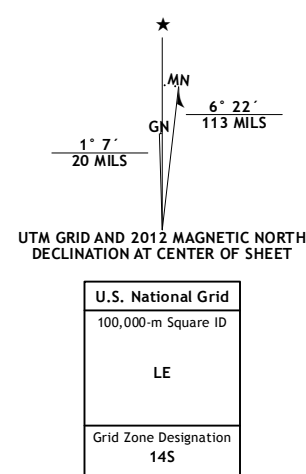 ★
.MN
GN
6° 22´
113 MILS
1° 7´
20 MILS
UTM GRID AND 2012 MAGNETIC NORTH
DECLINATION AT CENTER OF SHEET
U.S. National Grid
100,000-m Square ID
LE
Grid Zone Designation
14S